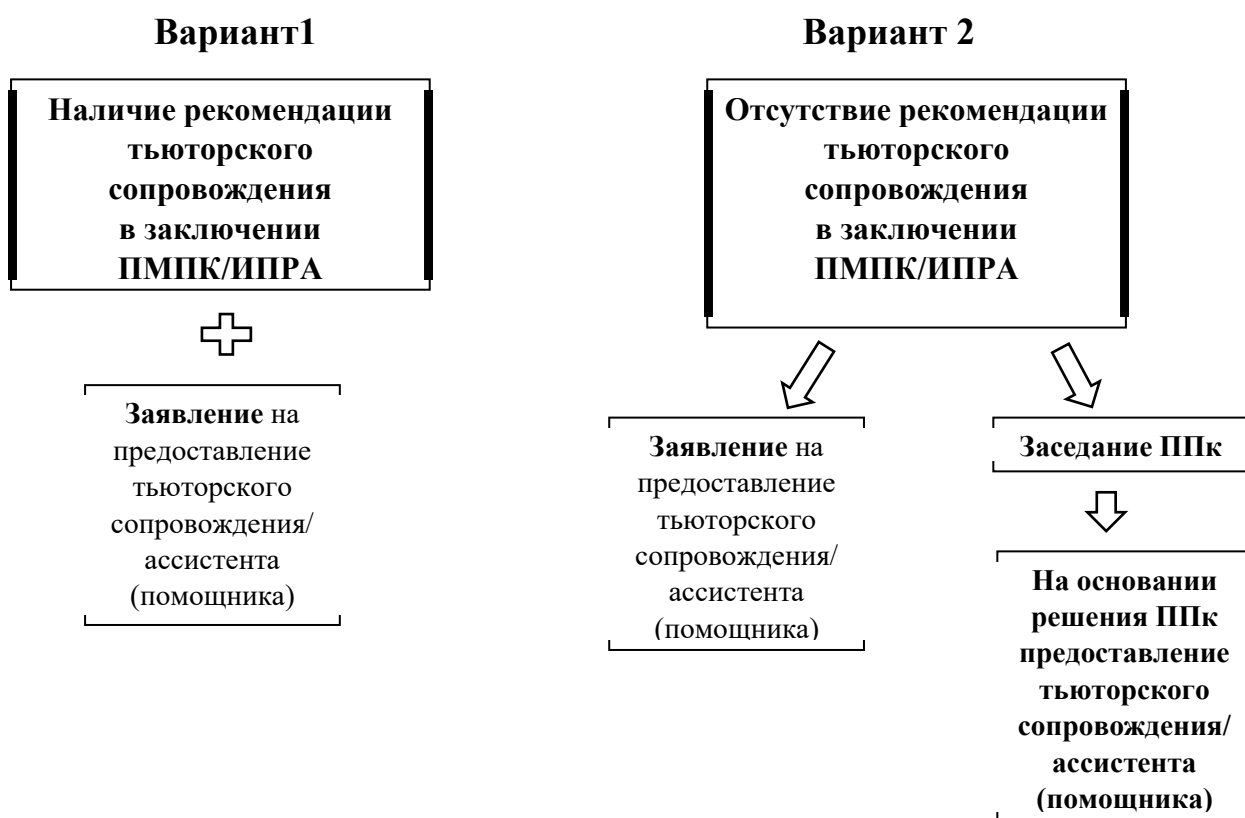 Вариант1
Наличие рекомендации
тьюторского
сопровождения
в заключении
ПМПК/ИПРА
Заявление на
предоставление
тьюторского
сопровождения/
ассистента
(помощника)
Вариант 2
Отсутствие рекомендации
тьюторского
сопровождения
в заключении
ПМПК/ИПРА
Заявление на
предоставление
тьюторского
сопровождения/
ассистента
(помощника)
Заседание ППк
На основании
решения ППк
предоставление
тьюторского
сопровождения/
ассистента
(помощника)